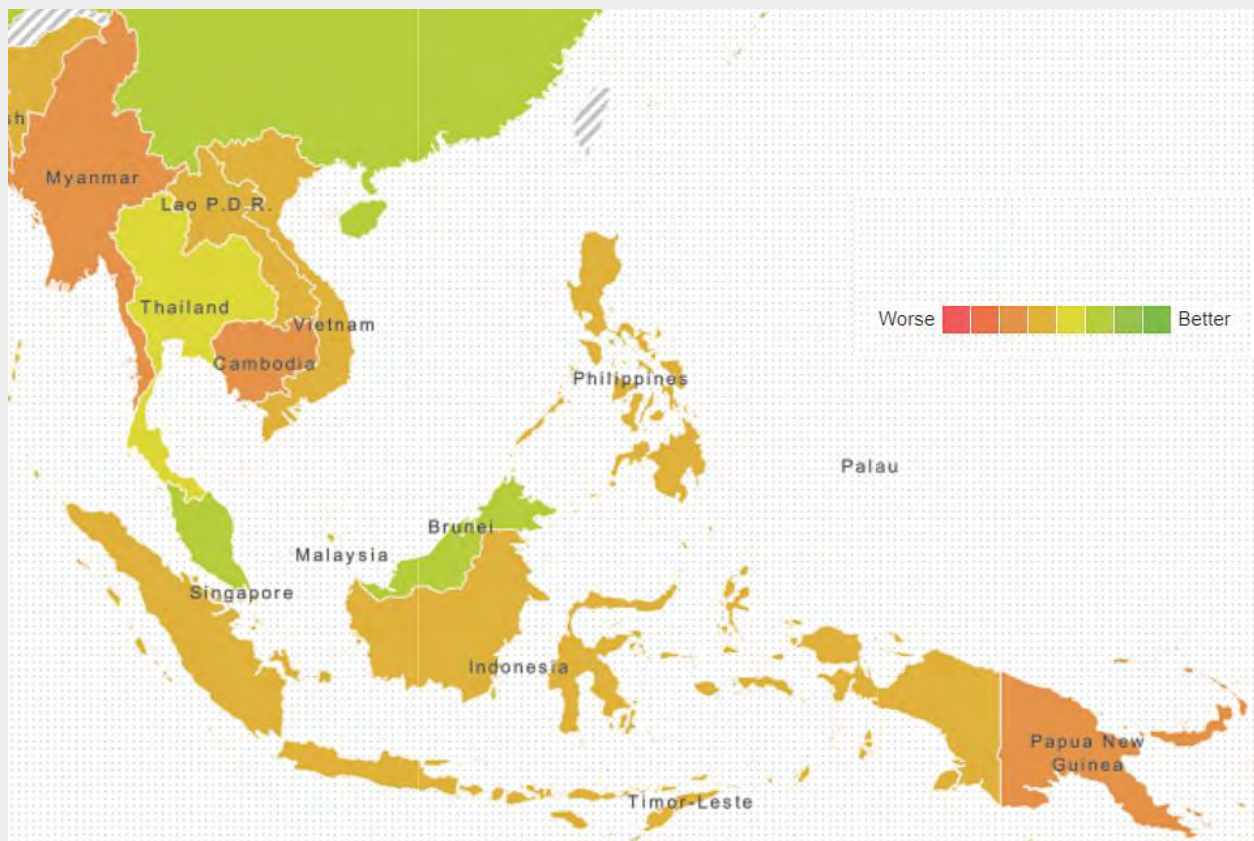 sh
Myanmar
Lao P.D.R.
Thailand
Vietnam
Worse
Better
Cambodia
Philippines
Palau
Brunei
Malaysia
Singapore
Indonesia
Papua New
Guinea
Timor-Leste